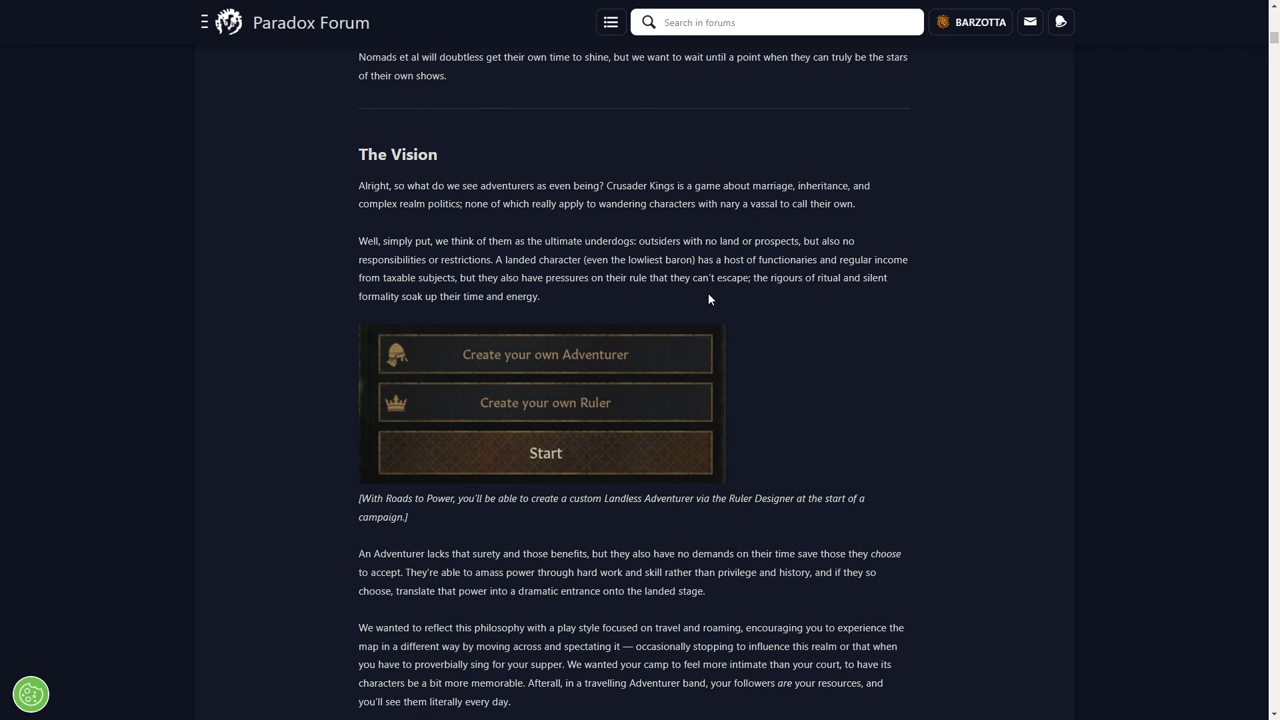 Paradox Forum
Search in forums
BARZOTTA
Nomads et al will doubtless get their own time to shine, but we want to wait until a point when they can truly be the stars
of their own shows.
The Vision
Alright, so what do we see adventurers as even being? Crusader Kings is a game about marriage, inheritance, and
complex realm politics; none of which really apply to wandering characters with nary a vassal to call their own.
Well, simply put, we think of them as the ultimate underdogs: outsiders with no land or prospects, but also no
responsibilities or restrictions. A landed character (even the lowliest baron) has a host of functionaries and regular income
from taxable subjects, but they also have pressures on their rule that they can't escape; the rigours of ritual and silent
formality soak up their time and energy.
Create your own Adventurer
Create your own Ruler
Start
[With Roads to Power, you'll be able to create a custom Landless Adventurer via the Ruler Designer at the start of a
campaign.]
An Adventurer lacks that surety and those benefits, but they also have no demands on their time save those they choose
to accept. They're able to amass power through hard work and skill rather than privilege and history, and if they so
choose, translate that power into a dramatic entrance onto the landed stage.
We wanted to reflect this philosophy with a play style focused on travel and roaming, encouraging you to experience the
map in a different way by moving across and spectating it — occasionally stopping to influence this realm or that when
you have to proverbially sing for your supper. We wanted your camp to feel more intimate than your court, to have its
characters be a bit more memorable. Afterall, in a travelling Adventurer band, your followers are your resources, and
you'll see them literally every day.